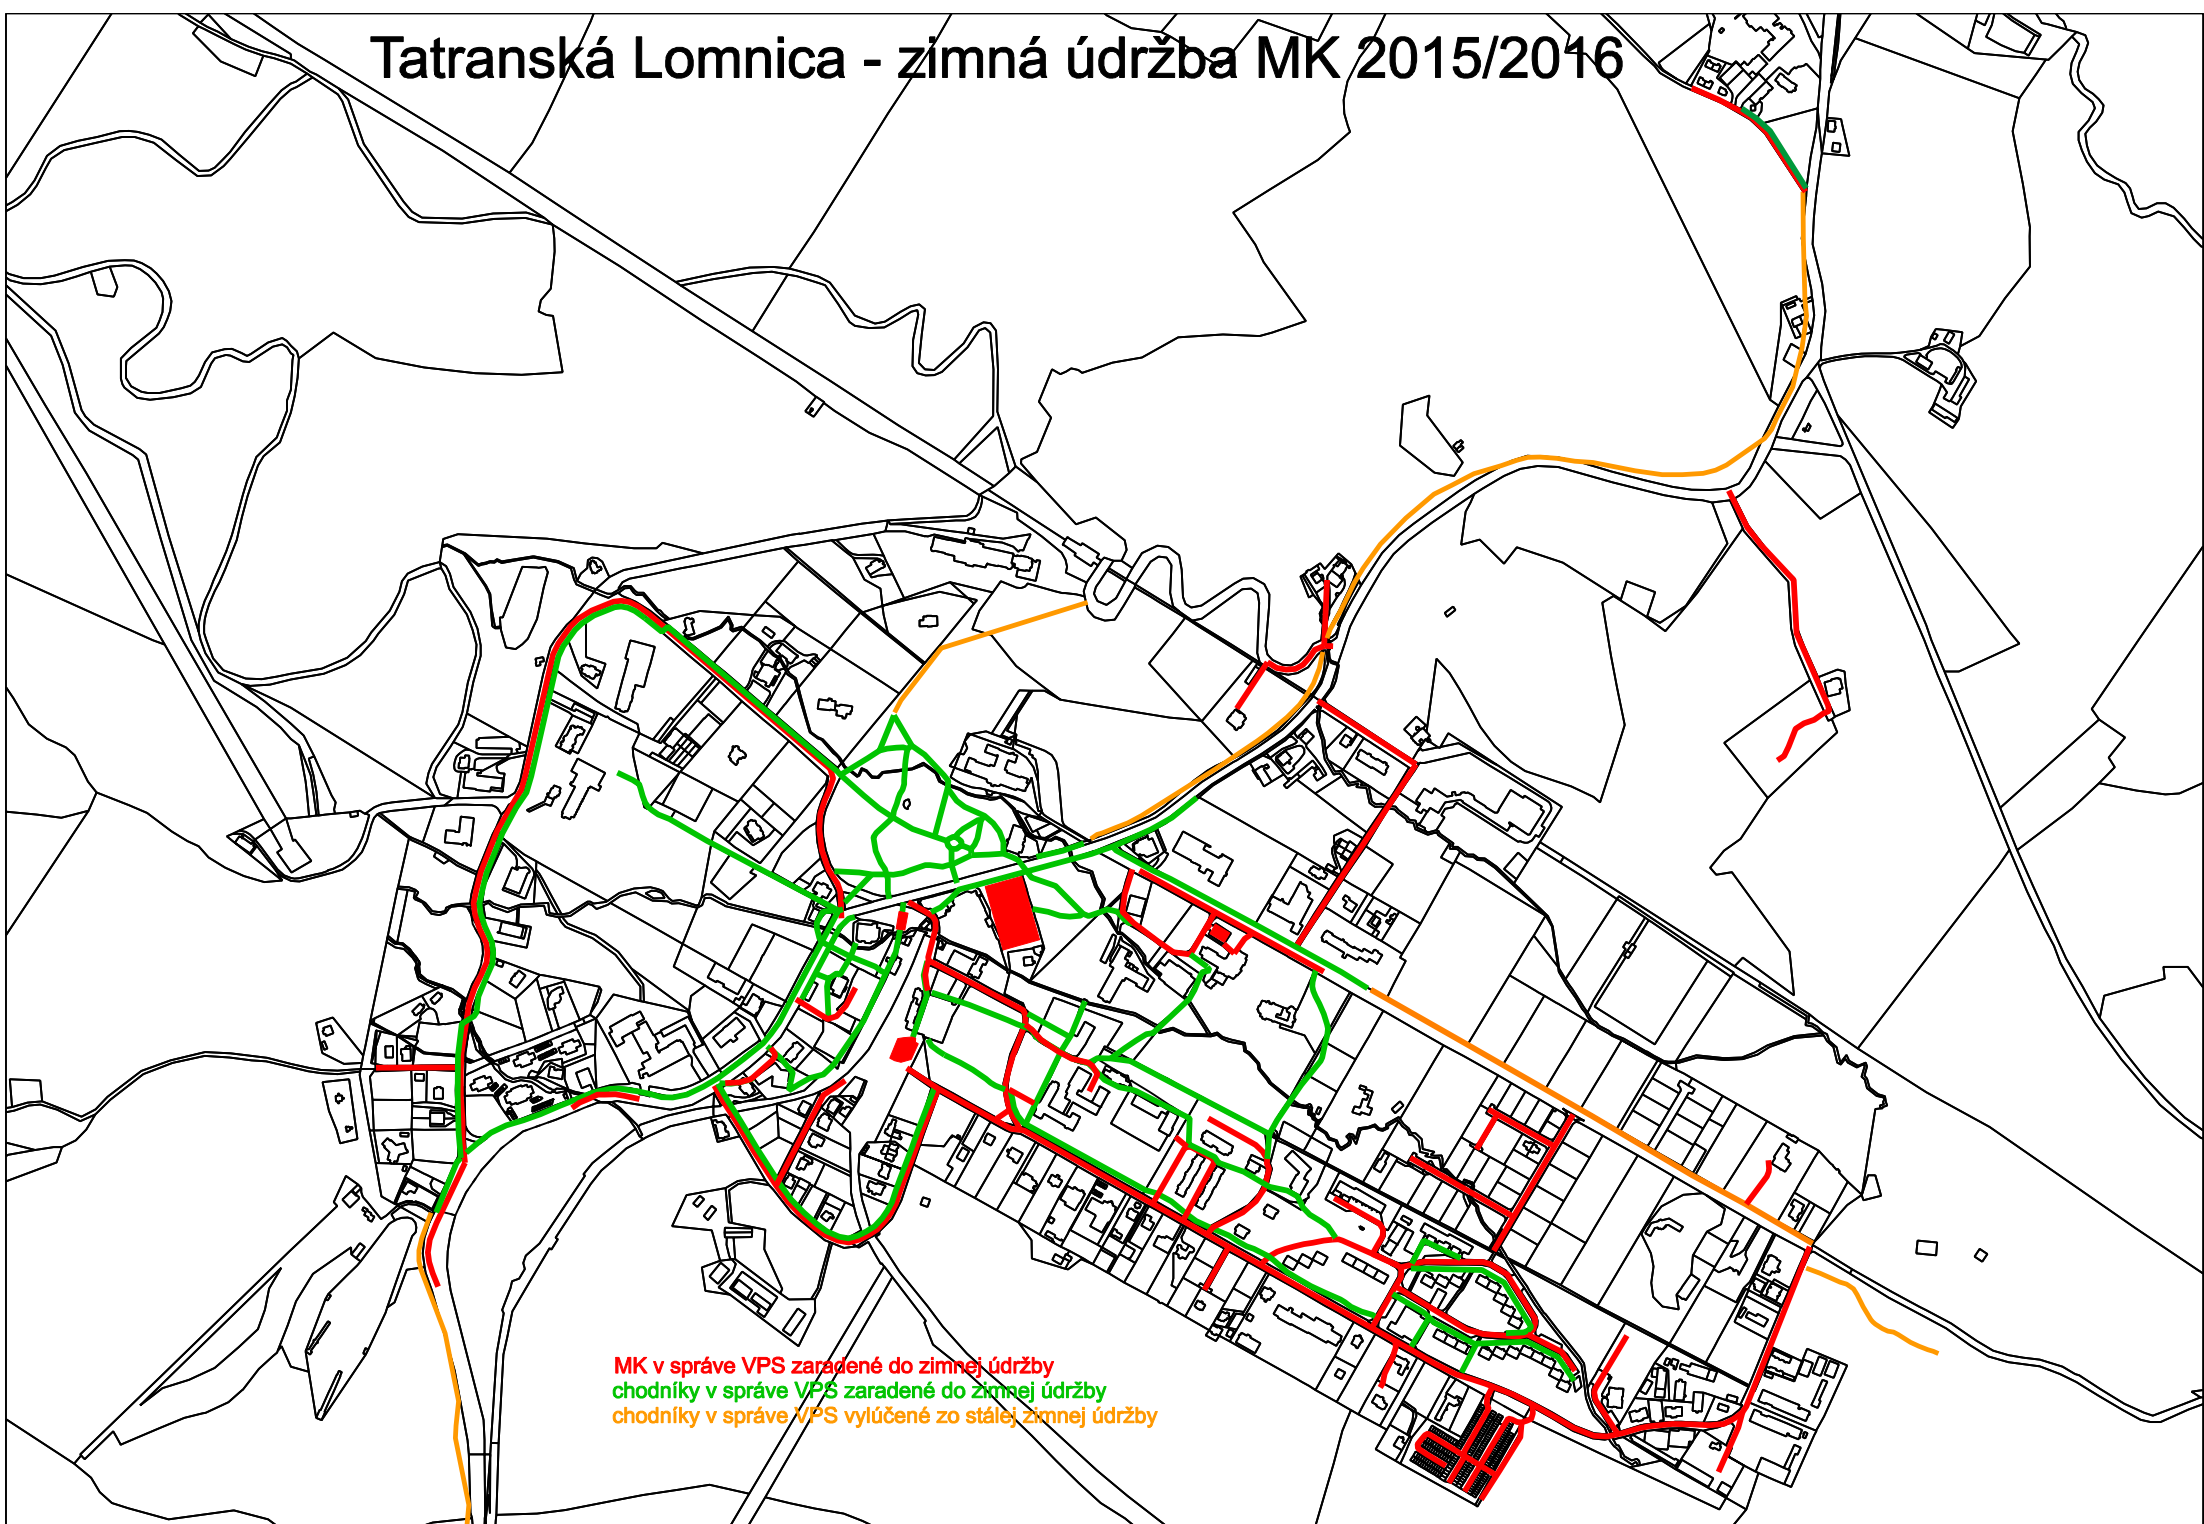 Tatranská Lomnica - zimná údržba MK 2015/2016
MK v správe VPS zaradené do zimnej údržby
chodníky v správe VPS zaradené do zimnej údržby
chodníky v správe VPS vylúčené zo stálej zimnej údržby